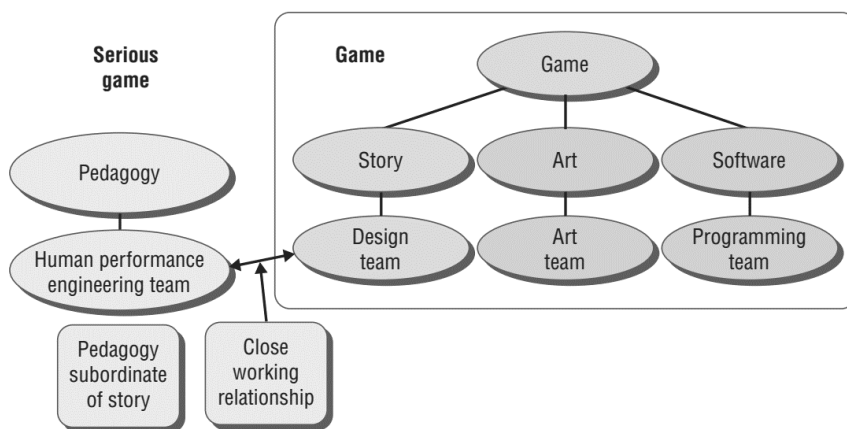 Serious
game
Game
Game
Pedagogy
Story
Art
Software
Human performance
engineering team
Design
team
Art
team
Programming
team
Pedagogy
subordinate
of story
Close
working
relationship